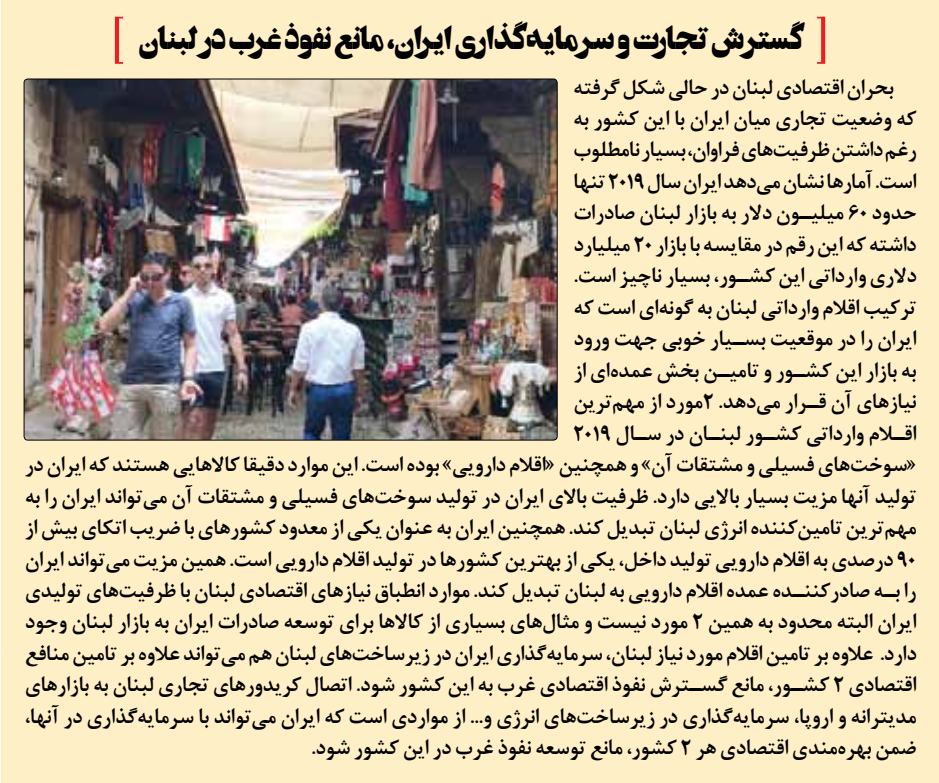 [ گسترش تجارت و سرمایه‌گذاری ایران، مانع نفوذ غرب در لبنان ]
بحران اقتصادی لبنان در حالی شکل گرفته
که وضعیت تجاری میان ایران با این کشور به
رغم داشتن ظرفیت‌های فراوان، بسیار نامطلوب
است. آمارها نشان می‌دهد ایران سال ۲۰۱۹ تنها
حدود ۶۰ میلیــون دلار به بازار لبنان صادرات
داشته که این رقم در مقایسه با بازار ۲۰ میلیارد
دلاری وارداتی این کشــور، بسیار ناچیز است.
ترکیب اقلام وارداتی لبنان به گونه‌ای است که
ایران را در موقعیت بســیار خوبی جهت ورود
به بازار این کشــور و تامیــن بخش عمده‌ای از
نیازهای آن قــرار می‌دهد. ۲مورد از مهم‌ترین
اقــلام وارداتی کشــور لبنــان در ســال ۲۰۱۹
«سوخت‌های فسیلی و مشتقات آن» و همچنین «اقلام دارویی» بوده است. این موارد دقیقا کالاهایی هستند که ایران در
تولید آنها مزیت بسیار بالایی دارد. ظرفیت بالای ایران در تولید سوخت‌های فسیلی و مشتقات آن می‌تواند ایران را به
مهم‌ترین تامین‌کننده انرژی لبنان تبدیل کند. همچنین ایران به عنوان یکی از معدود کشورهای با ضریب اتکای بیش از
۹۰ درصدی به اقلام دارویی تولید داخل، یکی از بهترین کشورها در تولید اقلام دارویی است. همین مزیت می‌تواند ایران
را بــه صادرکننــده عمده اقلام دارویی به لبنان تبدیل کند. موارد انطباق نیازهای اقتصادی لبنان با ظرفیت‌های تولیدی
ایران البته محدود به همین ۲ مورد نیست و مثال‌های بسیاری از کالاها برای توسعه صادرات ایران به بازار لبنان وجود
دارد. علاوه بر تامین اقلام مورد نیاز لبنان، سرمایه‌گذاری ایران در زیرساخت‌های لبنان هم می‌تواند علاوه بر تامین منافع
اقتصادی ۲ کشــور، مانع گســترش نفوذ اقتصادی غرب به این کشور شود. اتصال کریدورهای تجاری لبنان به بازارهای
مدیترانه و اروپا، سرمایه‌گذاری در زیرساخت‌های انرژی و... از مواردی است که ایران می‌تواند با سرمایه‌گذاری در آنها،
ضمن بهره‌مندی اقتصادی هر ۲ کشور، مانع توسعه نفوذ غرب در این کشور شود.